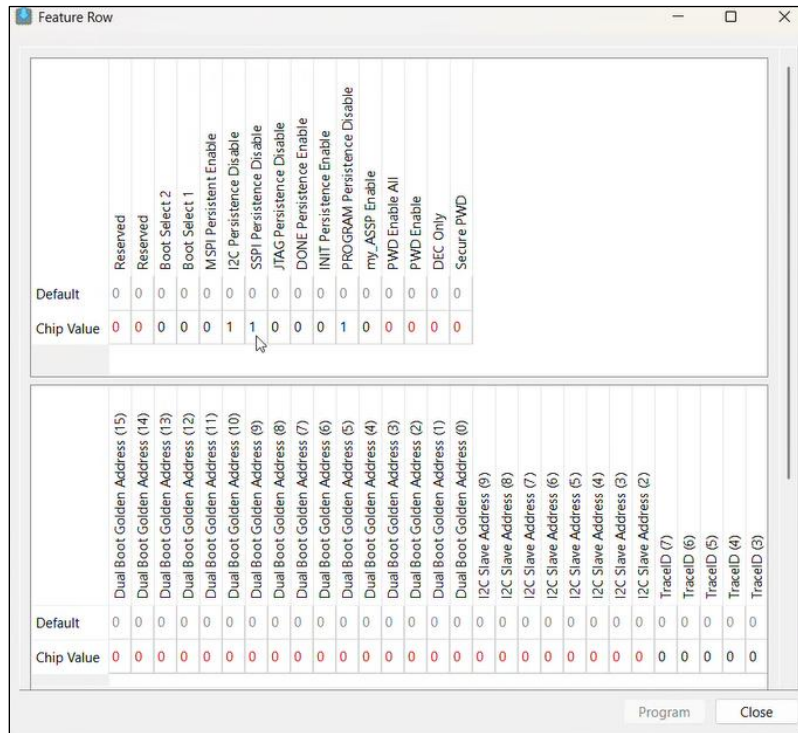 Feature Row
Reserved
Reserved
Boot Select 2
Boot Select 1
MSPI Persistent Enable
I2C Persistence Disable
SSPI Persistence Disable
JTAG Persistence Disable
DONE Persistence Enable
INIT Persistence Enable
PROGRAM Persistence Disable
my_ASSP Enable
PWD Enable All
PWD Enable
DEC Only
Secure PWD
Default 0 0 0 0 0 0 0 0 0 0 0 0 0 0 0 0
Chip Value 0 0 0 0 0 1 1 0 0 0 1 0 0 0 0 0
Dual Boot Golden Address (15)
Dual Boot Golden Address (14)
Dual Boot Golden Address (13)
Dual Boot Golden Address (12)
Dual Boot Golden Address (11)
Dual Boot Golden Address (10)
Dual Boot Golden Address (9)
Dual Boot Golden Address (8)
Dual Boot Golden Address (7)
Dual Boot Golden Address (6)
Dual Boot Golden Address (5)
Dual Boot Golden Address (4)
Dual Boot Golden Address (3)
Dual Boot Golden Address (2)
Dual Boot Golden Address (1)
Dual Boot Golden Address (0)
I2C Slave Address (9)
I2C Slave Address (8)
I2C Slave Address (7)
I2C Slave Address (6)
I2C Slave Address (5)
I2C Slave Address (4)
I2C Slave Address (3)
I2C Slave Address (2)
TraceID (7)
TraceID (6)
TraceID (5)
TraceID (4)
TraceID (3)
Default 0 0 0 0 0 0 0 0 0 0 0 0 0 0 0 0 0 0 0 0 0 0 0 0 0 0 0 0 0
Chip Value 0 0 0 0 0 0 0 0 0 0 0 0 0 0 0 0 0 0 0 0 0 0 0 0 0 0 0 0 0
Program Close